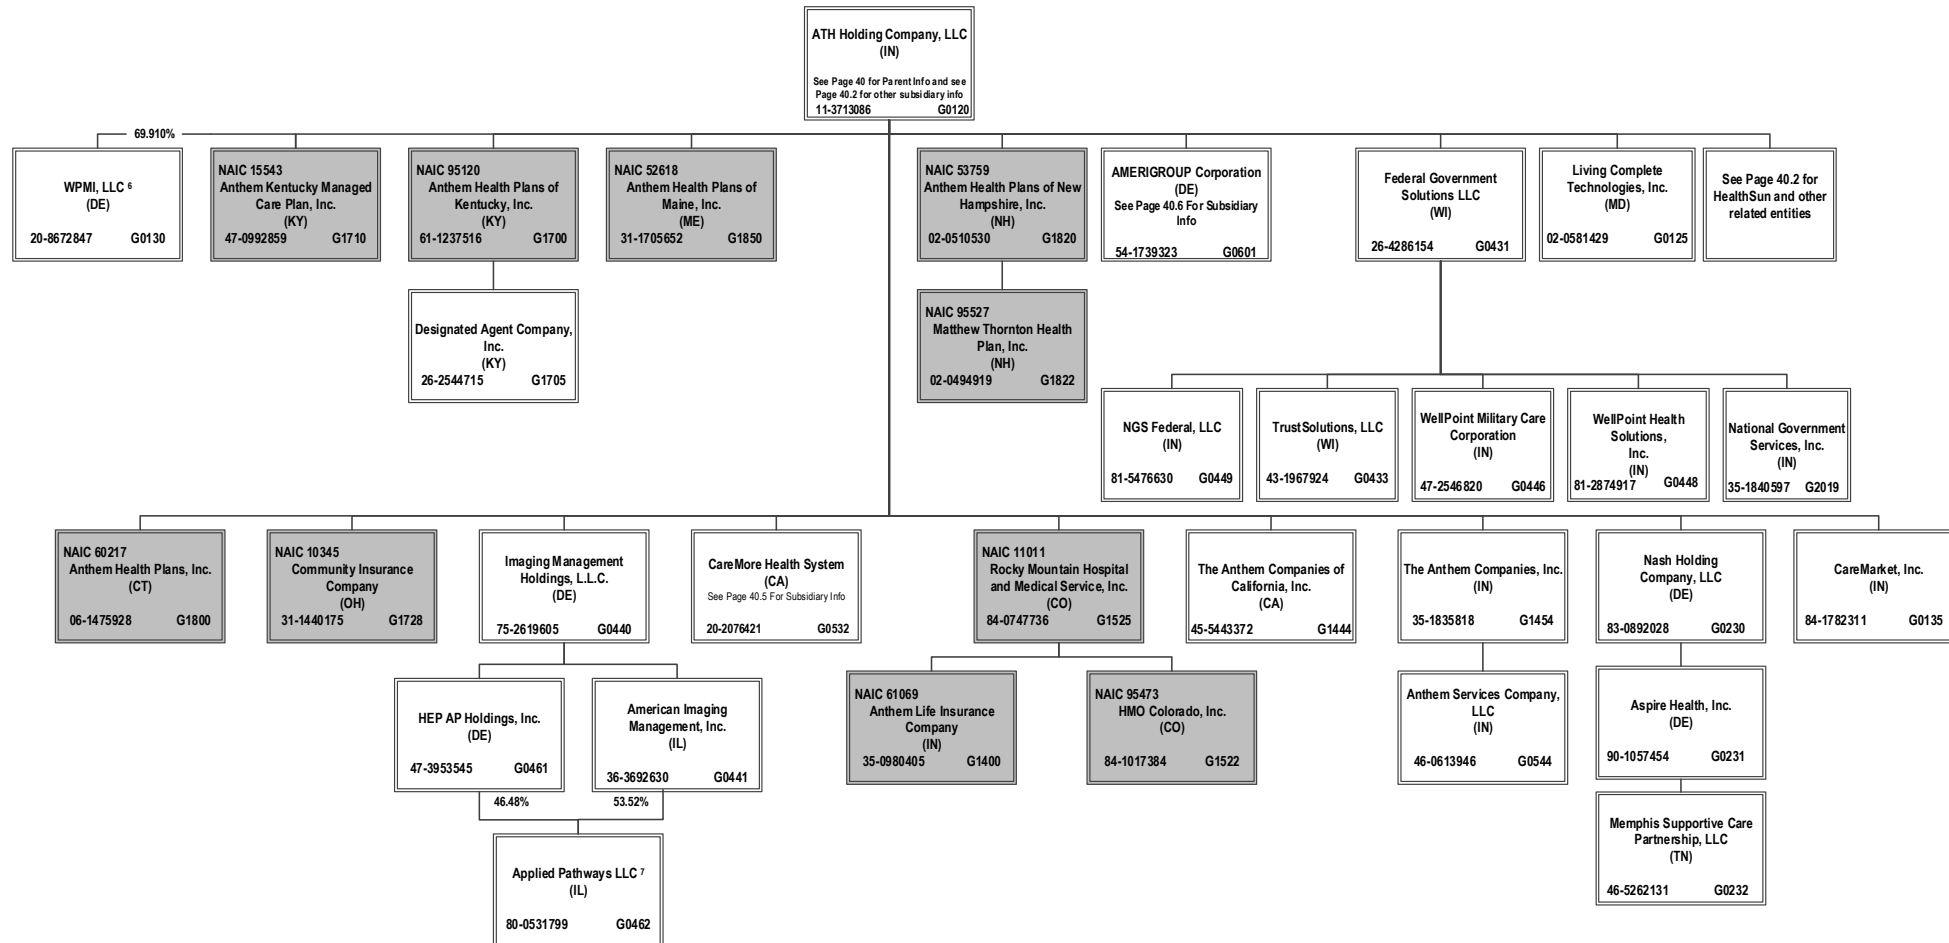 ATH Holding Company, LLC
(IN)
See Page 40 for Parent Info and see
Page 40.2 for other subsidiary info
11-3713086 G0120
69.910%
WPMI, LLC 6
(DE)
20-8672847 G0130
NAIC 15543
Anthem Kentucky Managed
Care Plan, Inc.
(KY)
47-0992859 G1710
NAIC 95120
Anthem Health Plans of
Kentucky, Inc.
(KY)
61-1237516 G1700
NAIC 52618
Anthem Health Plans of
Maine, Inc.
(ME)
31-1705652 G1850
NAIC 53759
Anthem Health Plans of New
Hampshire, Inc.
(NH)
02-0510530 G1820
AMERIGROUP Corporation
(DE)
See Page 40.6 For Subsidiary
Info
54-1739323 G0601
Federal Government
Solutions LLC
(WI)
26-4286154 G0431
Living Complete
Technologies, Inc.
(MD)
02-0581429 G0125
See Page 40.2 for
HealthSun and other
related entities
Designated Agent Company,
Inc.
(KY)
26-2544715 G1705
NAIC 95527
Matthew Thornton Health
Plan, Inc.
(NH)
02-0494919 G1822
NGS Federal, LLC
(IN)
81-5476630 G0449
TrustSolutions, LLC
(WI)
43-1967924 G0433
WellPoint Military Care
Corporation
(IN)
47-2546820 G0446
WellPoint Health
Solutions,
Inc.
(IN)
81-2874917 G0448
National Government
Services, Inc.
(IN)
35-1840597 G2019
NAIC 60217
Anthem Health Plans, Inc.
(CT)
06-1475928 G1800
NAIC 10345
Community Insurance
Company
(OH)
31-1440175 G1728
Imaging Management
Holdings, L.L.C.
(DE)
75-2619605 G0440
CareMore Health System
(CA)
See Page 40.5 For Subsidiary Info
20-2076421 G0532
NAIC 11011
Rocky Mountain Hospital
and Medical Service, Inc.
(CO)
84-0747736 G1525
The Anthem Companies of
California, Inc.
(CA)
45-5443372 G1444
The Anthem Companies, Inc.
(IN)
35-1835818 G1454
Nash Holding
Company, LLC
(DE)
83-0892028 G0230
CareMarket, Inc.
(IN)
84-1782311 G0135
HEP AP Holdings, Inc.
(DE)
47-3953545 G0461
American Imaging
Management, Inc.
(IL)
36-3692630 G0441
NAIC 61069
Anthem Life Insurance
Company
(IN)
35-0980405 G1400
NAIC 95473
HMO Colorado, Inc.
(CO)
84-1017384 G1522
Anthem Services Company,
LLC
(IN)
46-0613946 G0544
Aspire Health, Inc.
(DE)
90-1057454 G0231
46.48% 53.52%
Applied Pathways LLC 7
(IL)
80-0531799 G0462
Memphis Supportive Care
Partnership, LLC
(TN)
46-5262131 G0232